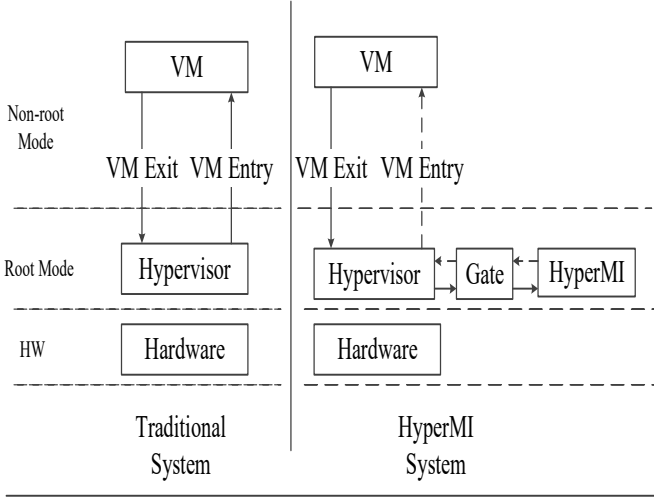 VM
VM
Non-root
Mode
VM Exit VM Entry
VM Exit VM Entry
Root Mode
Hypervisor
Hypervisor
Gate
HyperMI
HW
Hardware
Hardware
Traditional
System
HyperMI
System